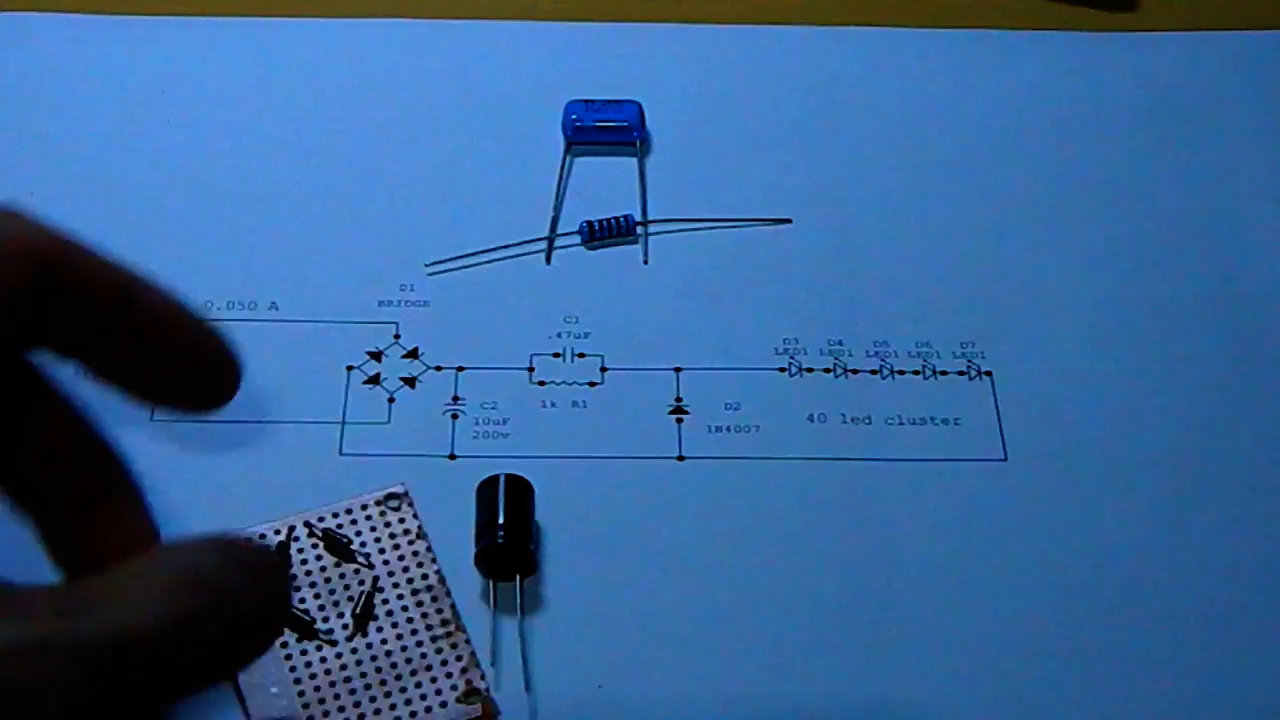 0.050 A
D1
BRIDGE
C1
.47uF
1k R1
C2
10uF
200v
D2
1N4007
D3
LED1
D4
LED1
D5
LED1
D6
LED1
D7
LED1
40 led cluster